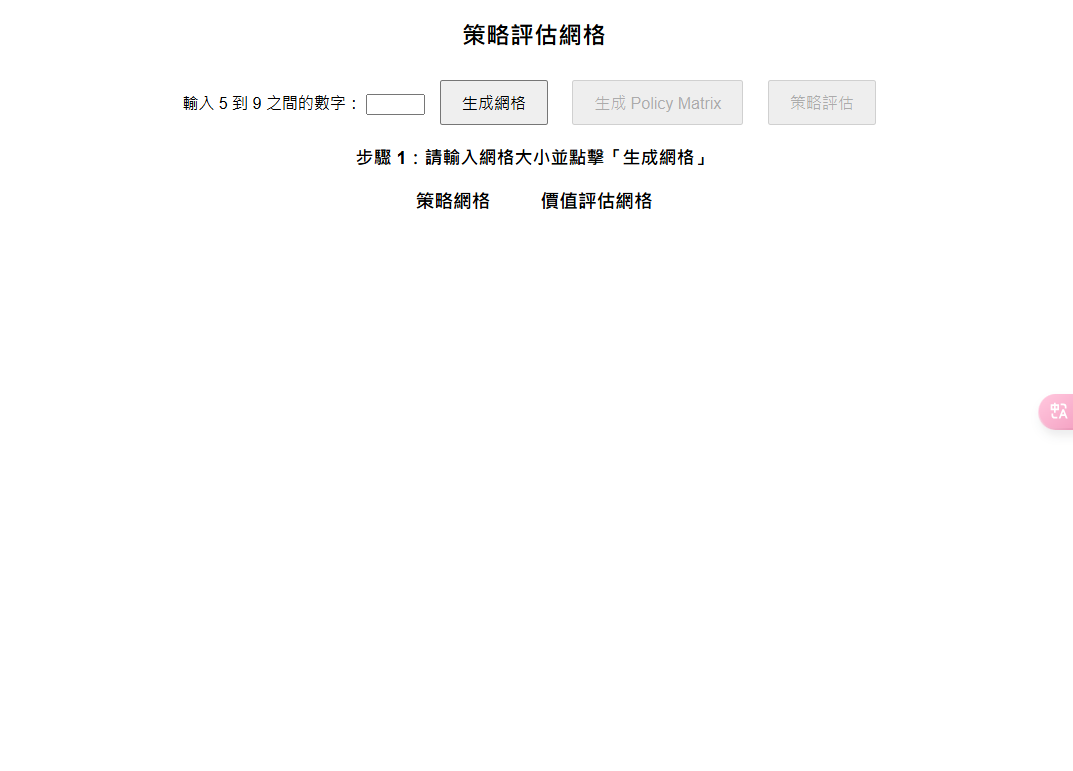 策略評估網格
輸入 5 到 9 之間的數字： 生成網格 生成 Policy Matrix 策略評估
步驟 1：請輸入網格大小並點擊「生成網格」
策略網格 價值評估網格
中 A